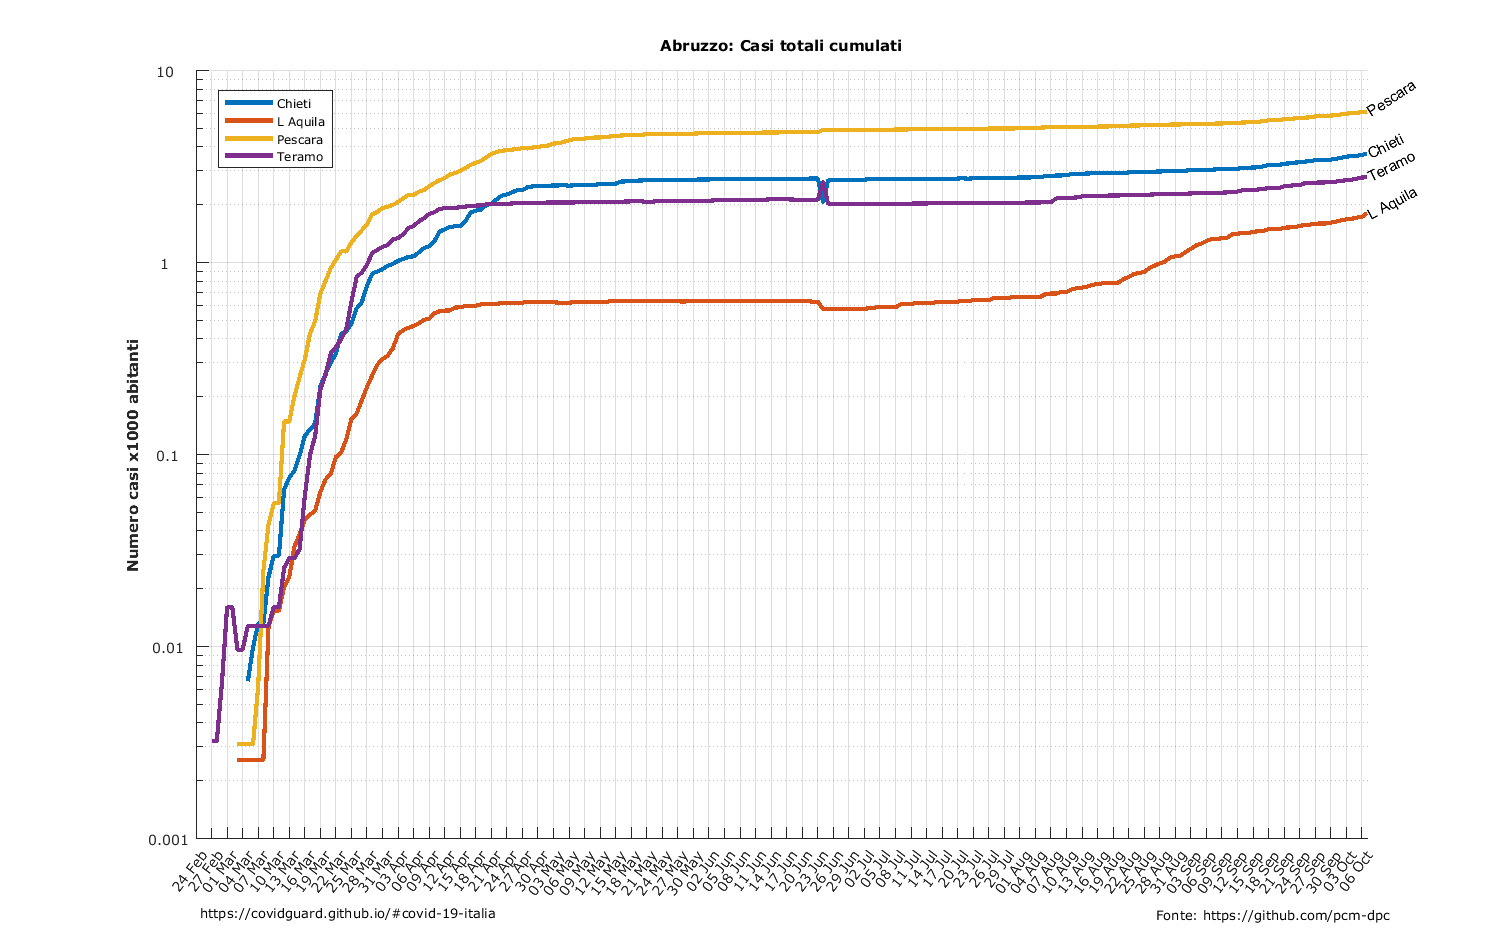 Abruzzo: Casi totali cumulati
10
1
0.1
0.01
0.001
Numero casi x1000 abitanti
Chieti
L Aquila
Pescara
Teramo
Pescara
Chieti
Teramo
L Aquila
24 Feb
27 Feb
01 Mar
04 Mar
07 Mar
10 Mar
13 Mar
16 Mar
19 Mar
22 Mar
25 Mar
28 Mar
31 Mar
03 Apr
06 Apr
09 Apr
12 Apr
15 Apr
18 Apr
21 Apr
24 Apr
27 Apr
30 Apr
03 May
06 May
09 May
12 May
15 May
18 May
21 May
24 May
27 May
30 May
02 Jun
05 Jun
08 Jun
11 Jun
14 Jun
17 Jun
20 Jun
23 Jun
26 Jun
29 Jun
02 Jul
05 Jul
08 Jul
11 Jul
14 Jul
17 Jul
20 Jul
23 Jul
26 Jul
29 Jul
01 Aug
04 Aug
07 Aug
10 Aug
13 Aug
16 Aug
19 Aug
22 Aug
25 Aug
28 Aug
31 Aug
03 Sep
06 Sep
09 Sep
12 Sep
15 Sep
18 Sep
21 Sep
24 Sep
27 Sep
30 Sep
03 Oct
06 Oct
https://covidguard.github.io/#covid-19-italia
Fonte: https://github.com/pcm-dpc